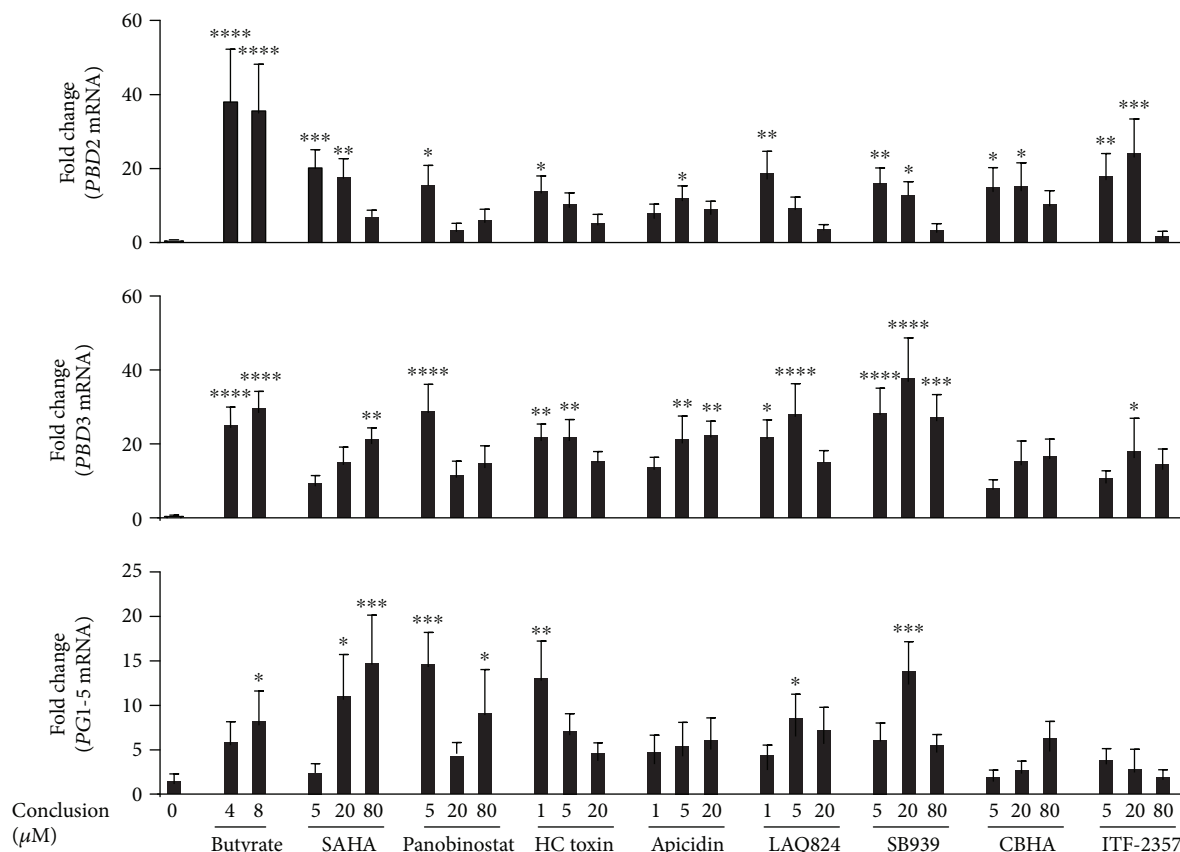 60
**** ****
40
*** ** * * * ** ** * * * ** ***
20
0
Fold change
(PBD2 mRNA)
60
**** **** ** **** ** ** ** ** * **** **** **** *** *
40
20
0
Fold change
(PBD3 mRNA)
25
* * *** *** * ** * ***
20
15
10
5
0
Fold change
(PG1-5 mRNA)
Conclusion 0 4 8 5 20 80 5 20 80 1 5 20 1 5 20 1 5 20 5 20 80 5 20 80 5 20 80
(μM) Butyrate SAHA Panobinostat HC toxin Apicidin LAQ824 SB939 CBHA ITF-2357